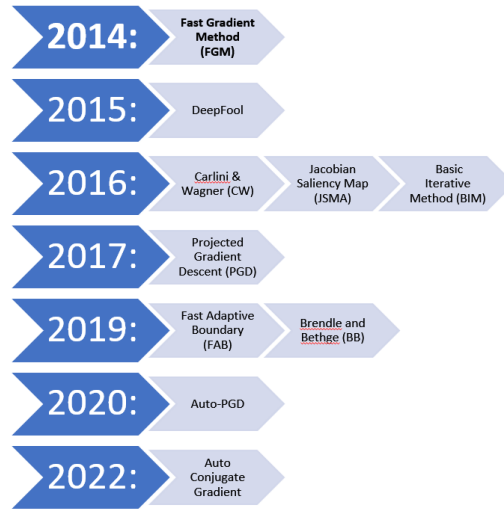 2014:
Fast Gradient
Method
(FGM)
2015:
DeepFool
2016:
Carlini &
Wagner (CW)
Jacobian
Saliency Map
(JSMA)
Basic
Iterative
Method (BIM)
2017:
Projected
Gradient
Descent (PGD)
2019:
Fast Adaptive
Boundary
(FAB)
Brendle and
Bethge (BB)
2020:
Auto-PGD
2022:
Auto
Conjugate
Gradient